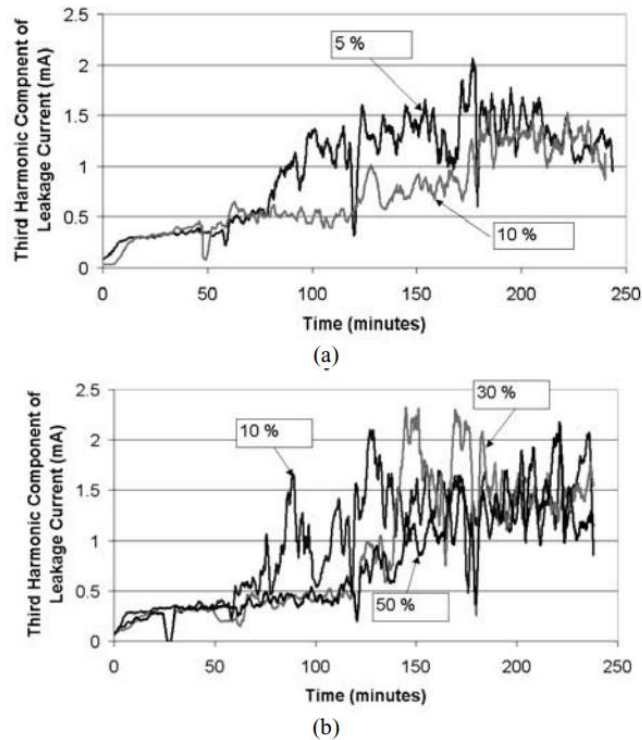 2.5
2
1.5
1
0.5
0
Third Harmonic Compnent of
Leakage Current (mA)
5 %
10 %
0 50 100 150 200 250
Time (minutes)
(a)
2.5
2
1.5
1
0.5
0
Third Harmonic Component of
Leakage Current (mA)
10 %
30 %
50 %
0 50 100 150 200 250
Time (minutes)
(b)